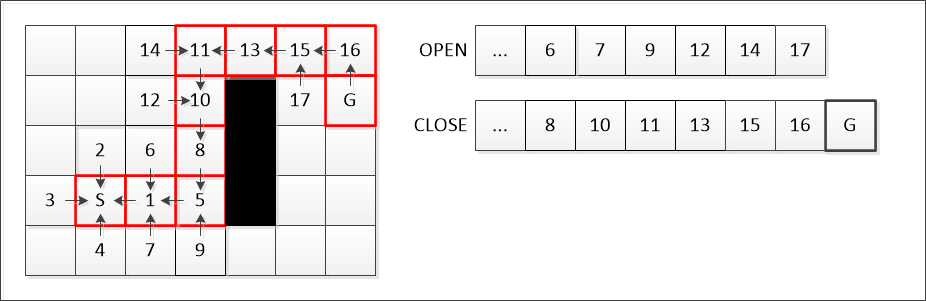 14 11 13 15 16
12 10 17 G
2 6 8
3 S 1 5
4 7 9
OPEN ... 6 7 9 12 14 17
CLOSE ... 8 10 11 13 15 16 G